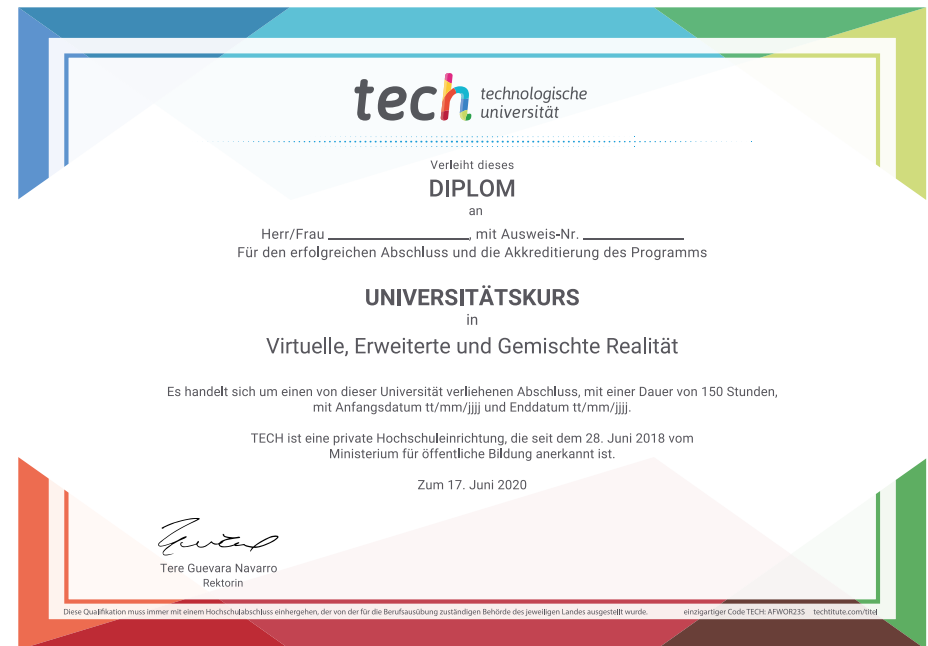 tech technologische
universität
Verleiht dieses
DIPLOM
an
Herr/Frau ____________________, mit Ausweis-Nr. ______________
Für den erfolgreichen Abschluss und die Akkreditierung des Programms
UNIVERSITÄTSKURS
in
Virtuelle, Erweiterte und Gemischte Realität
Es handelt sich um einen von dieser Universität verliehenen Abschluss, mit einer Dauer von 150 Stunden,
mit Anfangsdatum tt/mm/jjjj und Enddatum tt/mm/jjjj.
TECH ist eine private Hochschuleinrichtung, die seit dem 28. Juni 2018 vom
Ministerium für öffentliche Bildung anerkannt ist.
Zum 17. Juni 2020
Tere Guevara Navarro
Rektorin
Diese Qualifikation muss immer mit einem Hochschulabschluss einhergehen, der von der für die Berufsausübung zuständigen Behörde des jeweiligen Landes ausgestellt wurde. einzigartiger Code TECH: AFWOR23S techtitute.com/titel